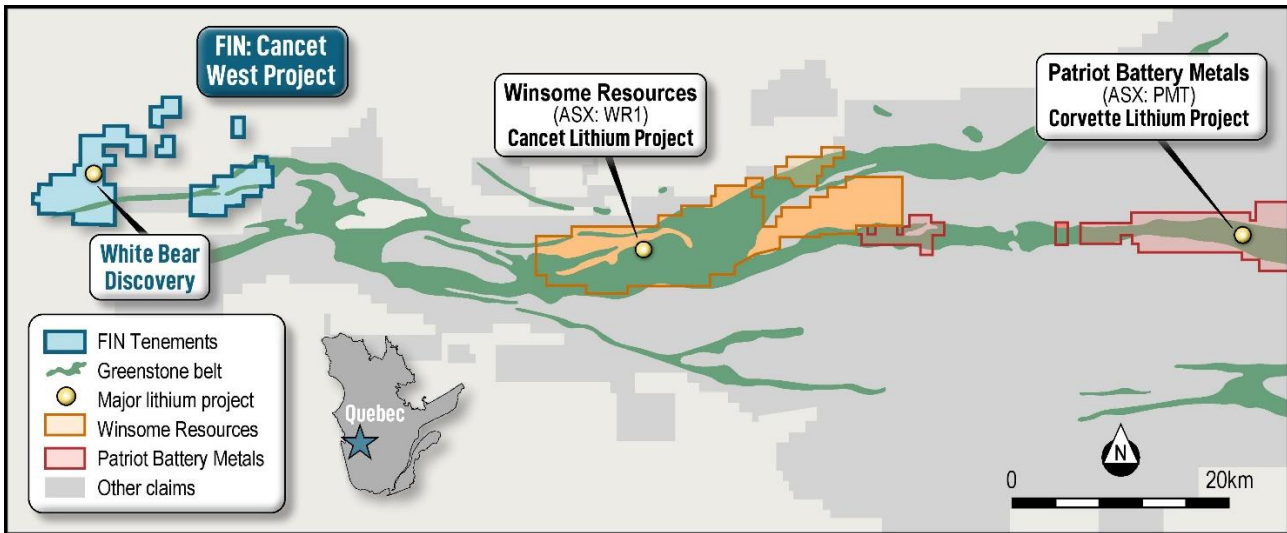 FIN: Cancet
West Project
Winsome Resources
(ASX: WR1)
Cancet Lithium Project
Patriot Battery Metals
(ASX: PMT)
Corvette Lithium Project
White Bear
Discovery
FIN Tenements
Greenstone belt
Major lithium project
Winsome Resources
Patriot Battery Metals
Other claims
Quebec
N
0 20km